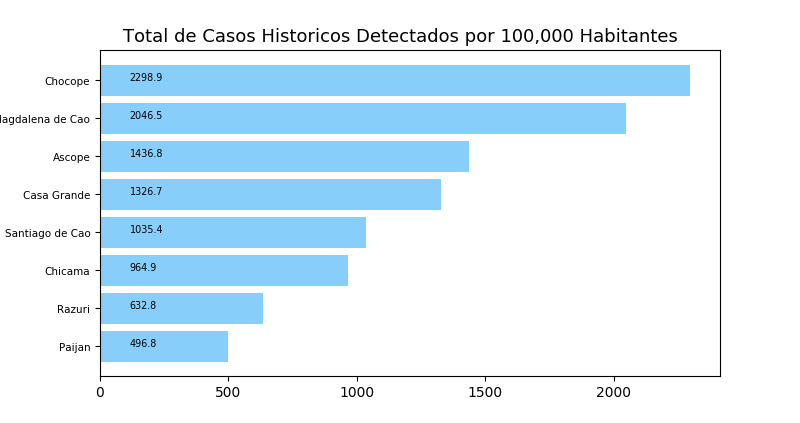 Total de Casos Historicos Detectados por 100,000 Habitantes
Chocope 2298.9
de Cao 2046.5
Ascope 1436.8
Casa Grande 1326.7
Santiago de Cao 1035.4
Chicama 964.9
Razuri 632.8
Paijan 496.8
0 500 1000 1500 2000